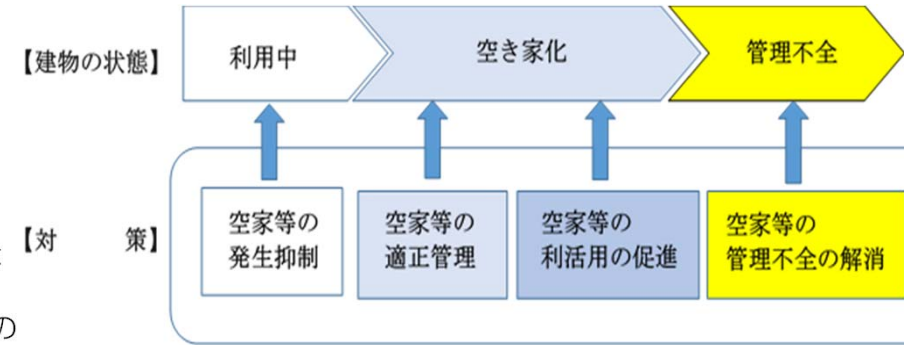 【建物の状態】
利用中
空き家化
管理不全
【対　　策】
空家等の
発生抑制
空家等の
適正管理
空家等の
利活用の促進
空家等の
管理不全の解消
の